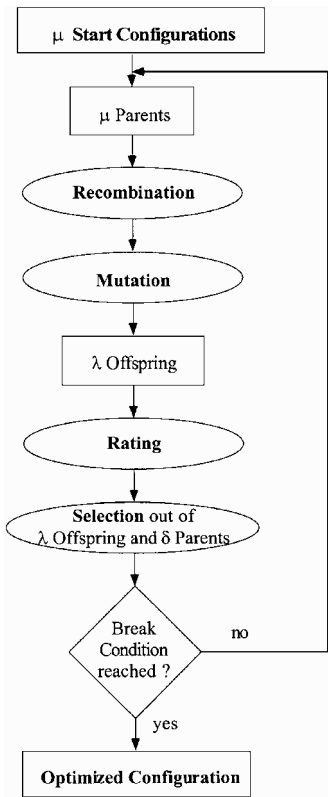 μ Start Configurations
μ Parents
Recombination
Mutation
λ Offspring
Rating
Selection out of
λ Offspring and δ Parents
Break
Condition
reached ?
no
yes
Optimized Configuration